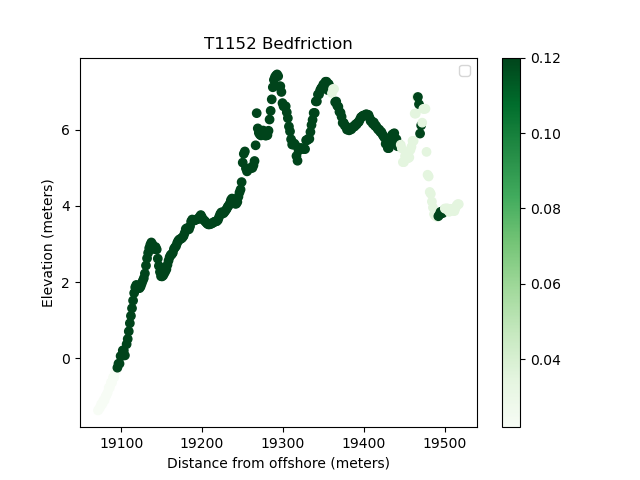 T1152 Bedfriction
Elevation (meters)
6
4
2
0
19100 19200 19300 19400 19500
Distance from offshore (meters)
0.12
0.10
0.08
0.06
0.04